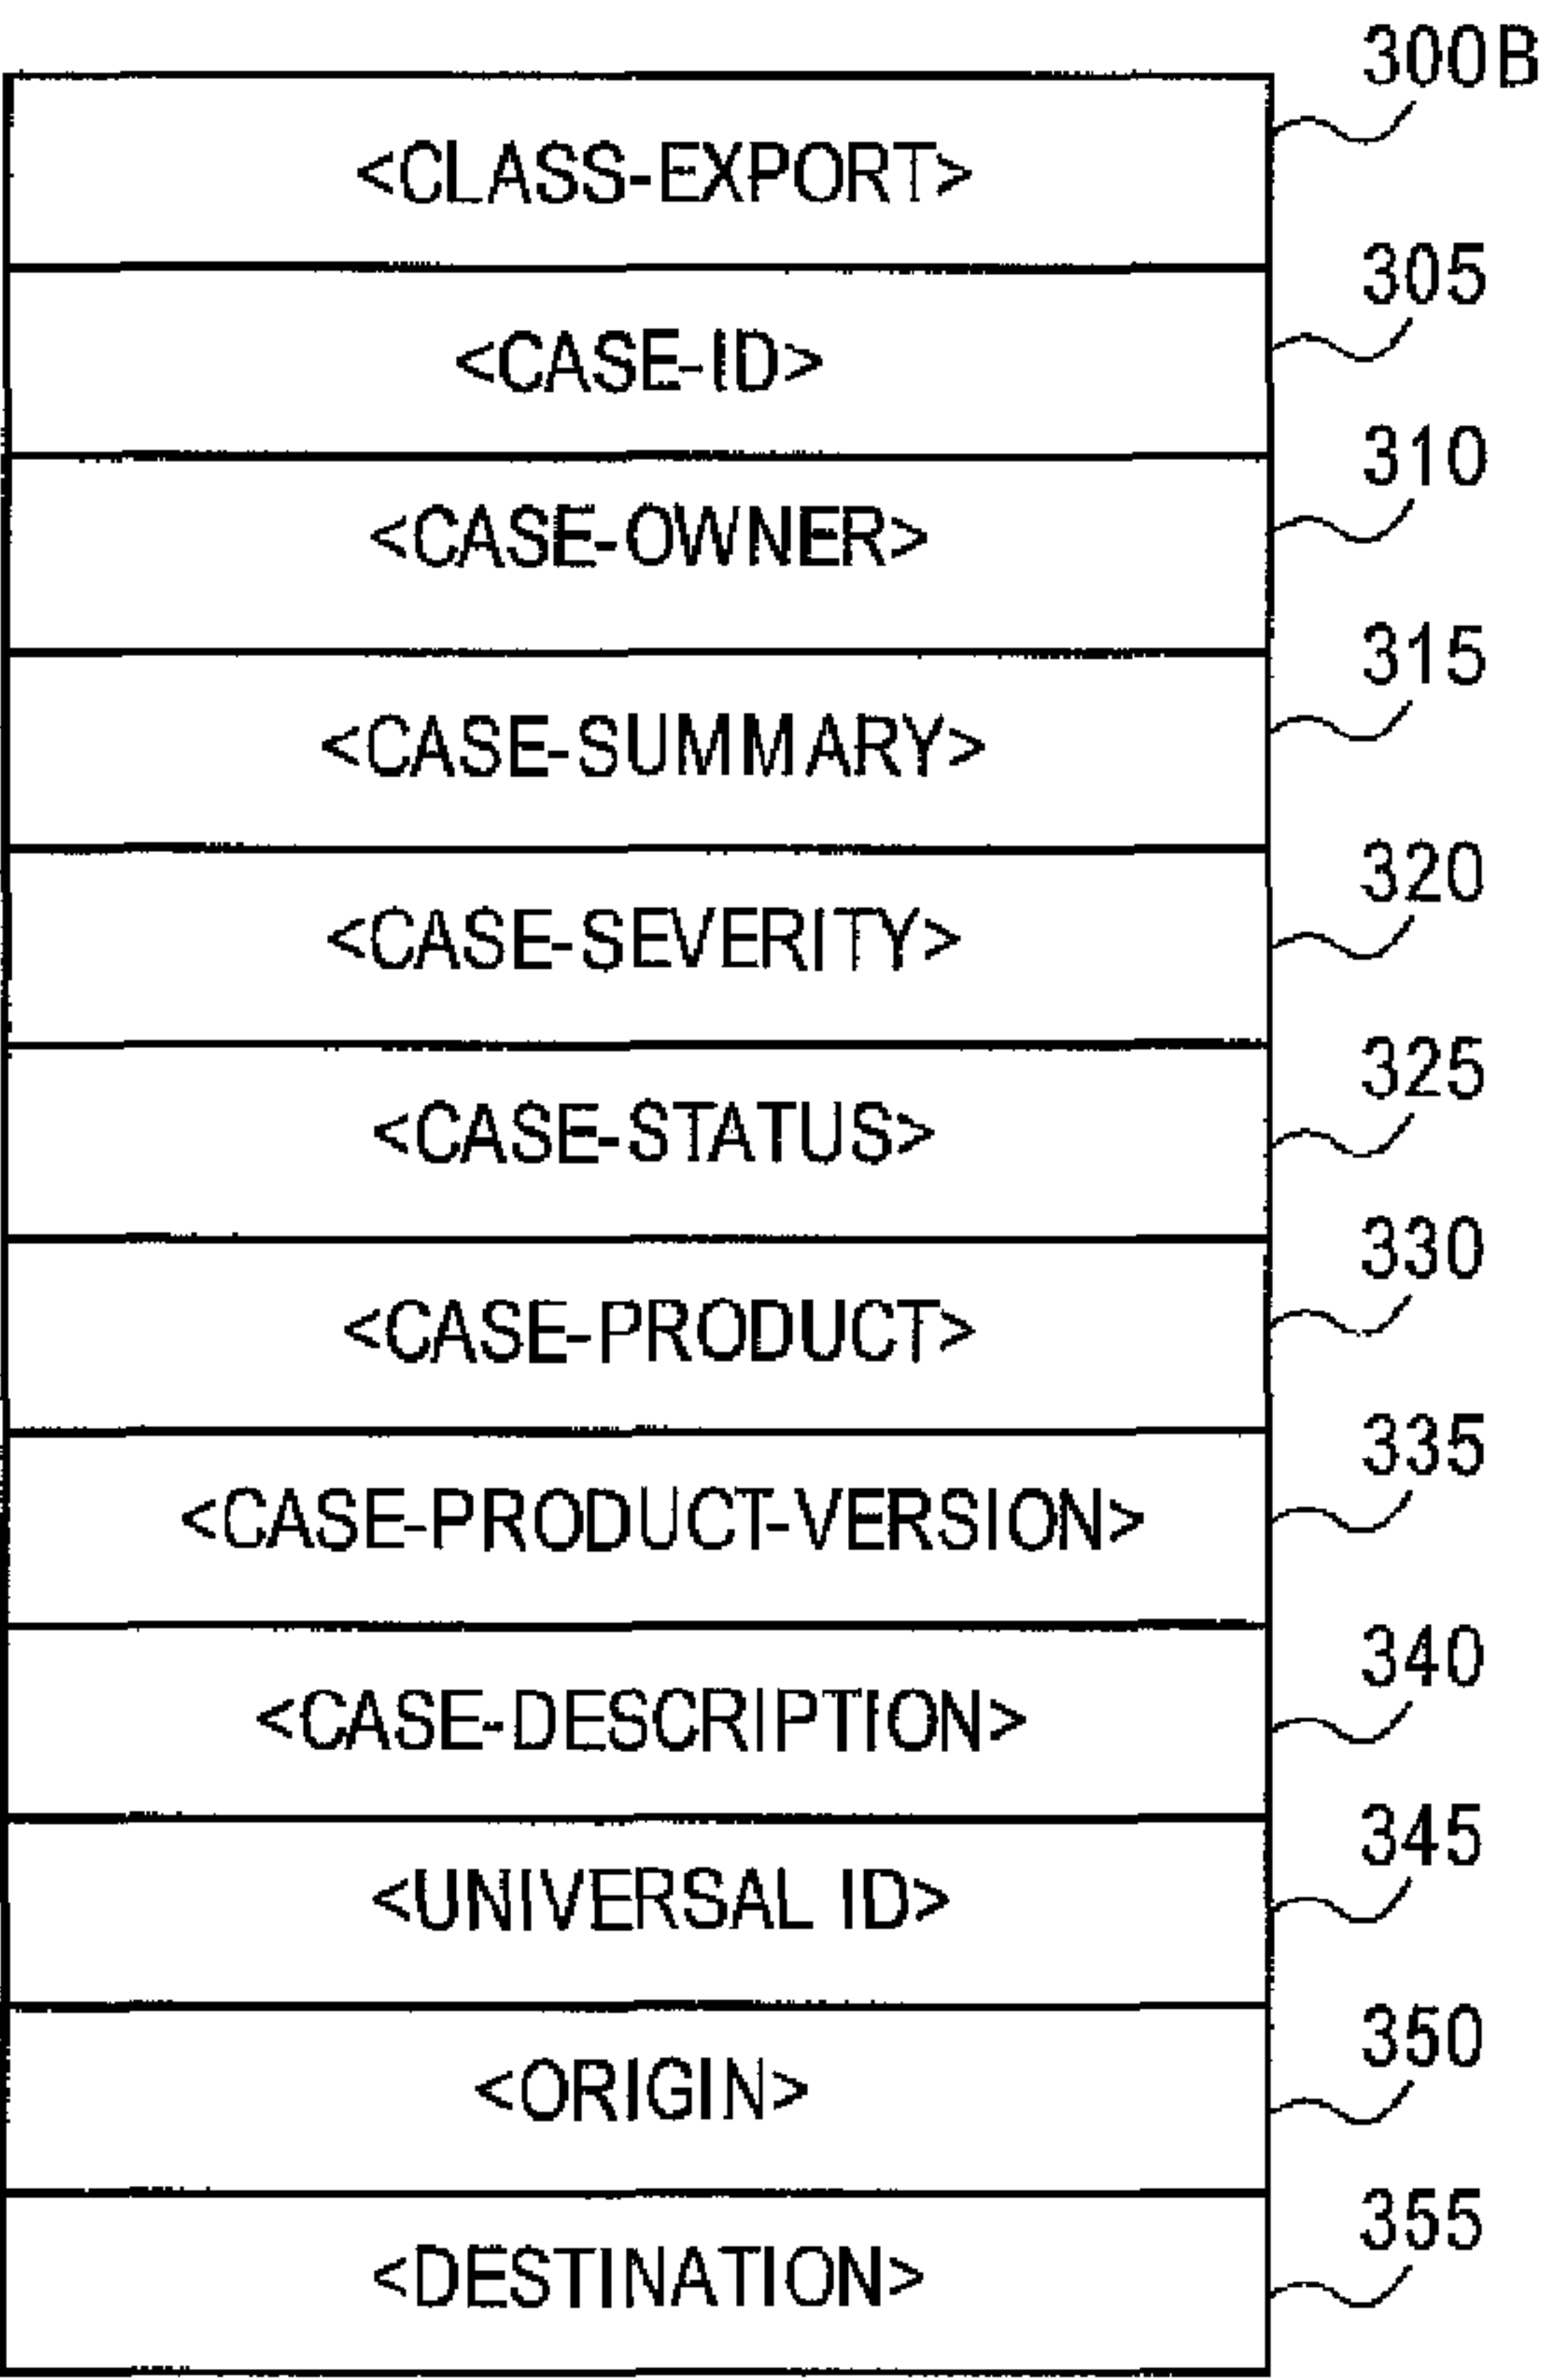 300B
<CLASS-EXPORT>
305
<CASE-ID>
310
<CASE-OWNER>
315
<CASE-SUMMARY>
320
<CASE-SEVERITY>
325
<CASE-STATUS>
330
<CASE-PRODUCT>
335
<CASE-PRODUCT-VERSION>
340
<CASE-DESCRIPTION>
345
<UNIVERSAL ID>
350
<ORIGIN>
355
<DESTINATION>